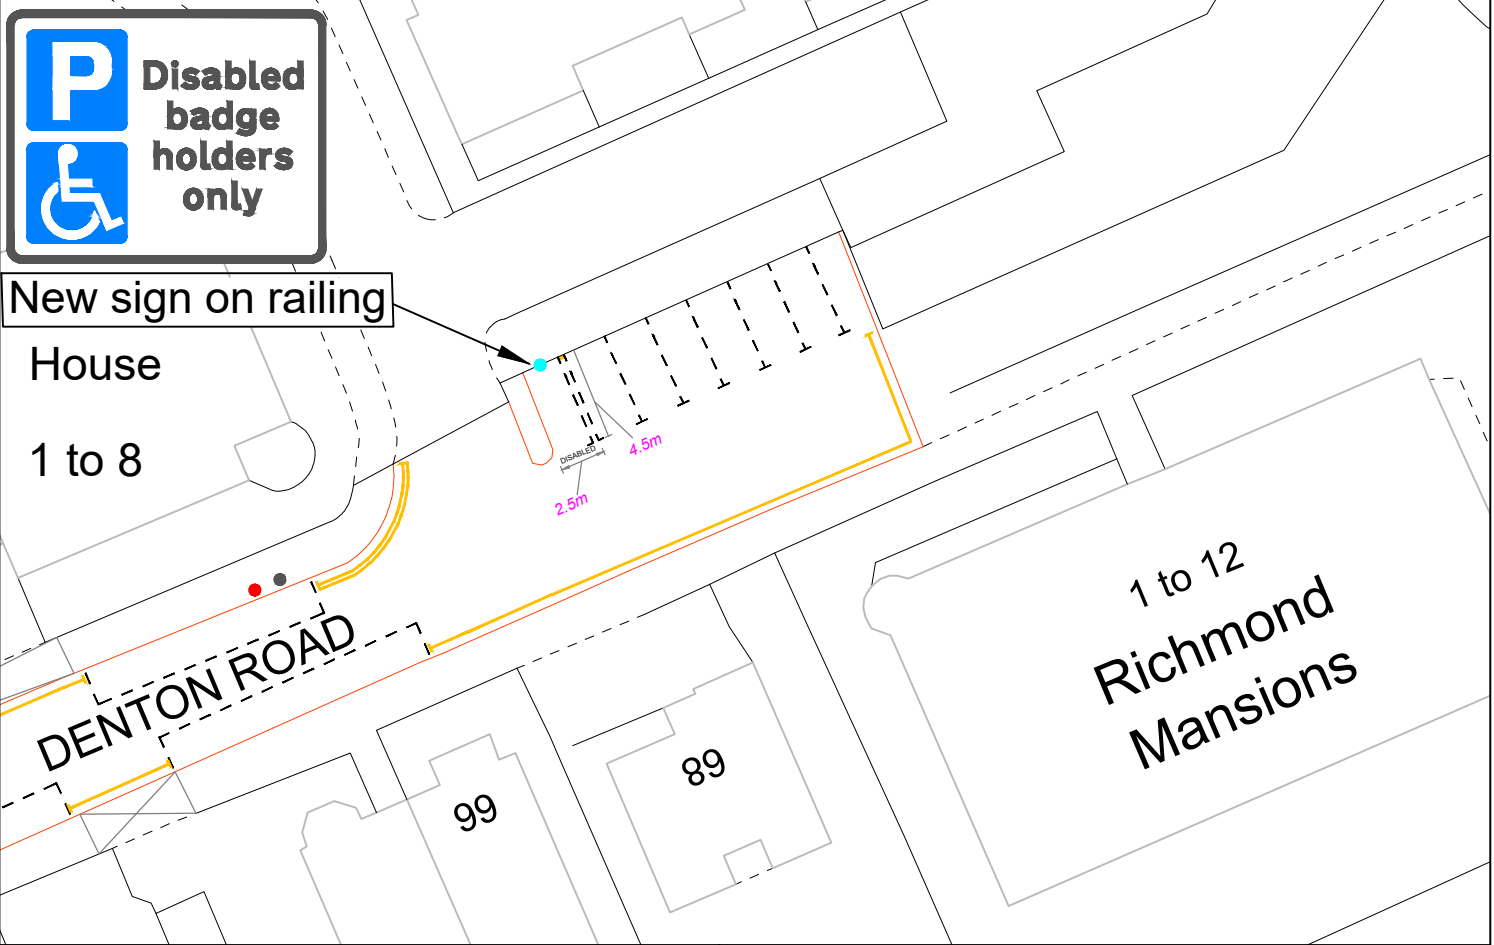 P
Disabled
badge
holders
only
New sign on railing
House
1 to 8
DISABLED
4.5m
2.5m
DENTON ROAD
1 to 12
Richmond
Mansions
89
99